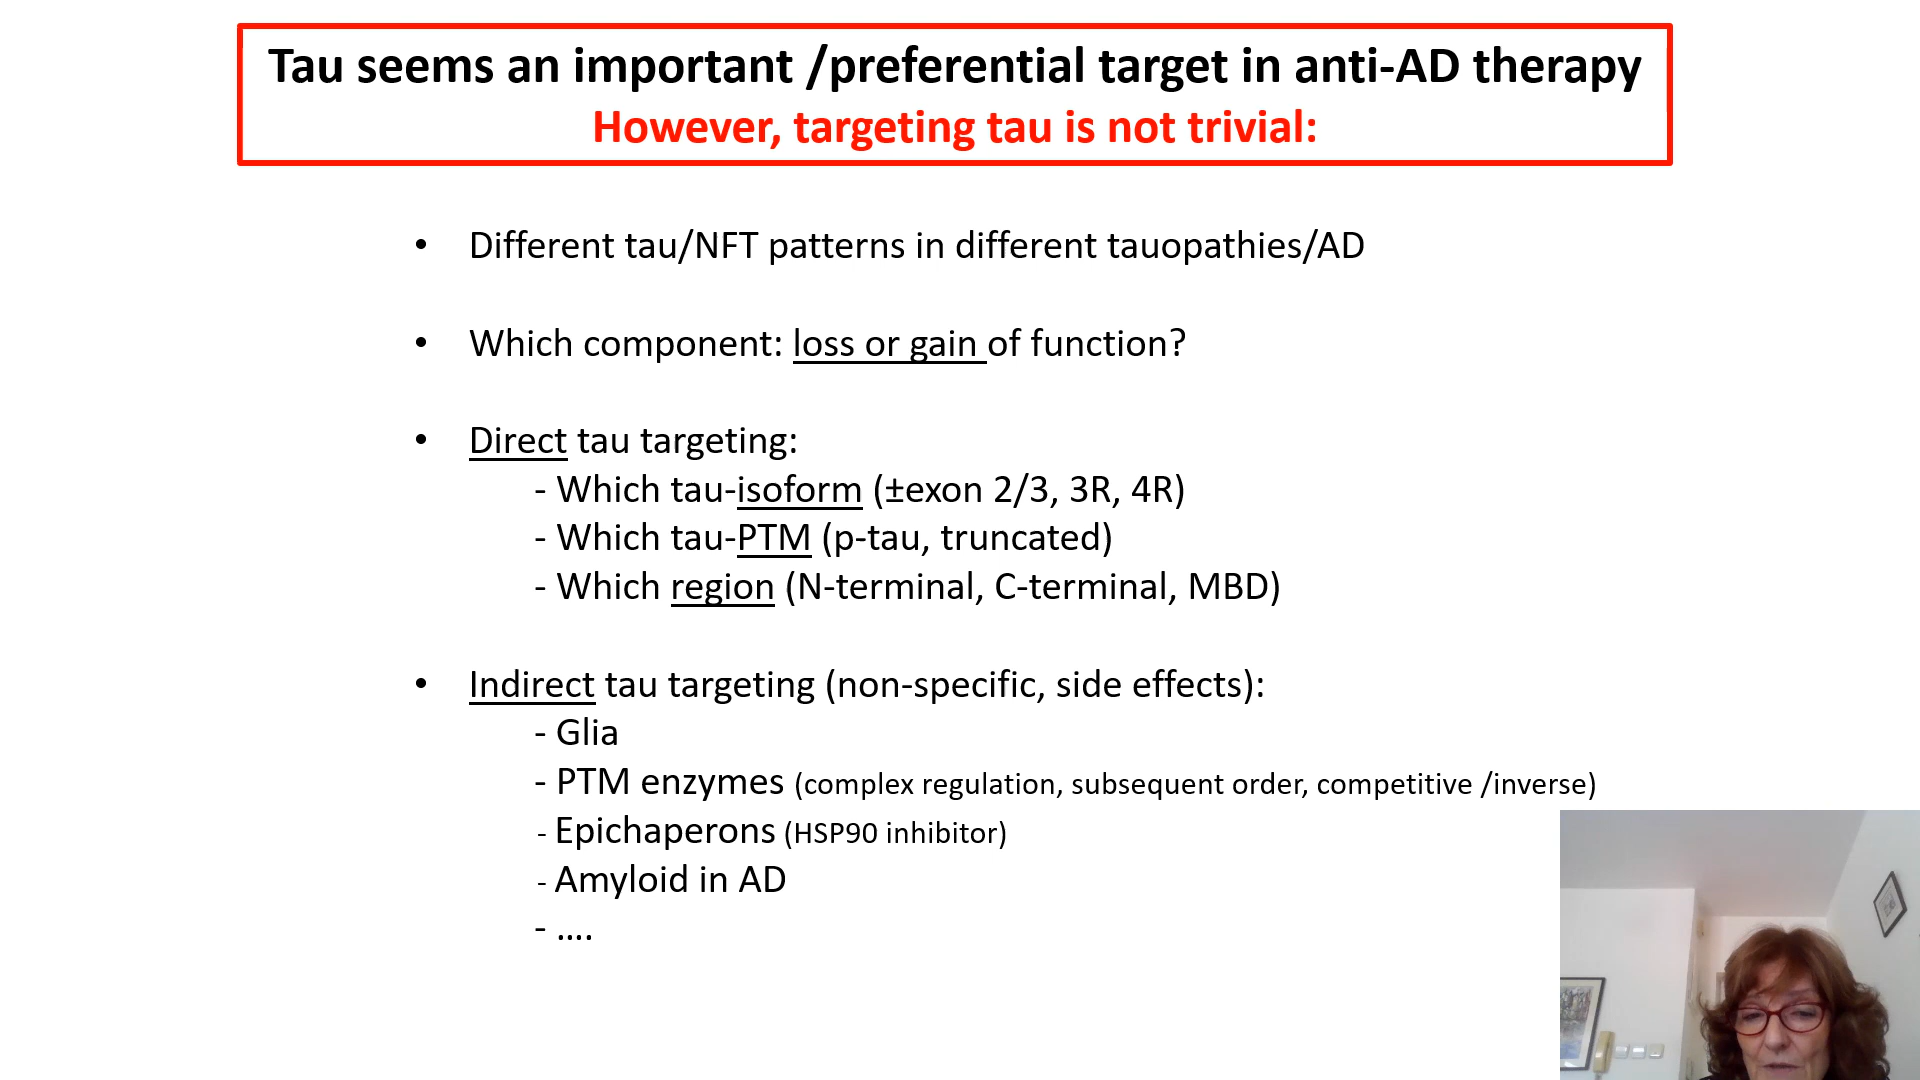 Tau seems an important /preferential target in anti-AD therapy
However, targeting tau is not trivial:
• Different tau/NFT patterns in different tauopathies/AD
• Which component: loss or gain of function?
• Direct tau targeting:
- Which tau-isoform (±exon 2/3, 3R, 4R)
- Which tau-PTM (p-tau, truncated)
- Which region (N-terminal, C-terminal, MBD)
• Indirect tau targeting (non-specific, side effects):
- Glia
- PTM enzymes (complex regulation, subsequent order, competitive /inverse)
- Epichaperons (HSP90 inhibitor)
- Amyloid in AD
- ....